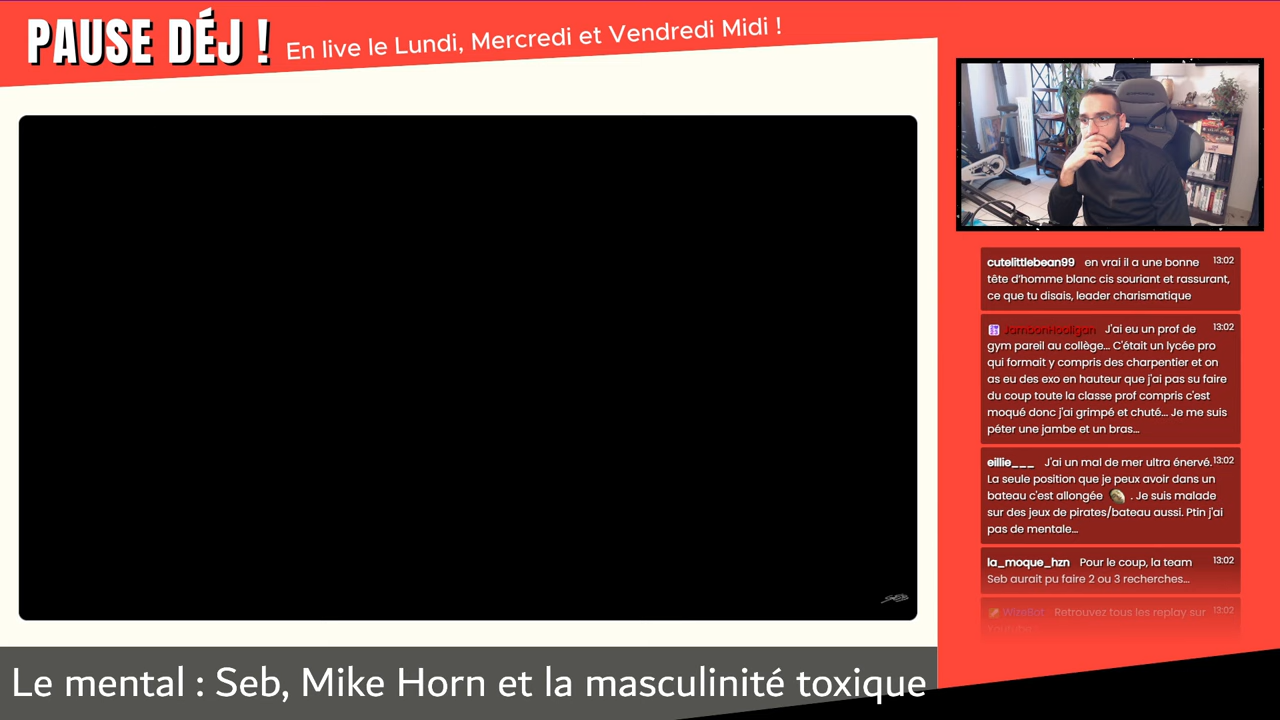 PAUSE DÉJ !
En live le Lundi, Mercredi et Vendredi Midi !
cutelittlebean99 en vrai il a une bonne 13:02
tête d'homme blanc cis souriant et rassurant,
ce que tu disais, leader charismatique
JambonHooligan J'ai eu un prof de 13:02
gym pareil au collège... C'était un lycée pro
qui formait y compris des charpentier et on
as eu des exo en hauteur que j'ai pas su faire
du coup toute la classe prof compris c'est
moqué donc j'ai grimpé et chuté... Je me suis
péter une jambe et un bras...
eillie___ J'ai un mal de mer ultra énervé. 13:02
La seule position que je peux avoir dans un
bateau c'est allongée . Je suis malade
sur des jeux de pirates/bateau aussi. Ptin j'ai
pas de mentale...
la_moque_hzn Pour le coup, la team 13:02
Seb aurait pu faire 2 ou 3 recherches...
WizeBot Retrouvez tous les replay sur 13:02
SEB
Le mental : Seb, Mike Horn et la masculinité toxique